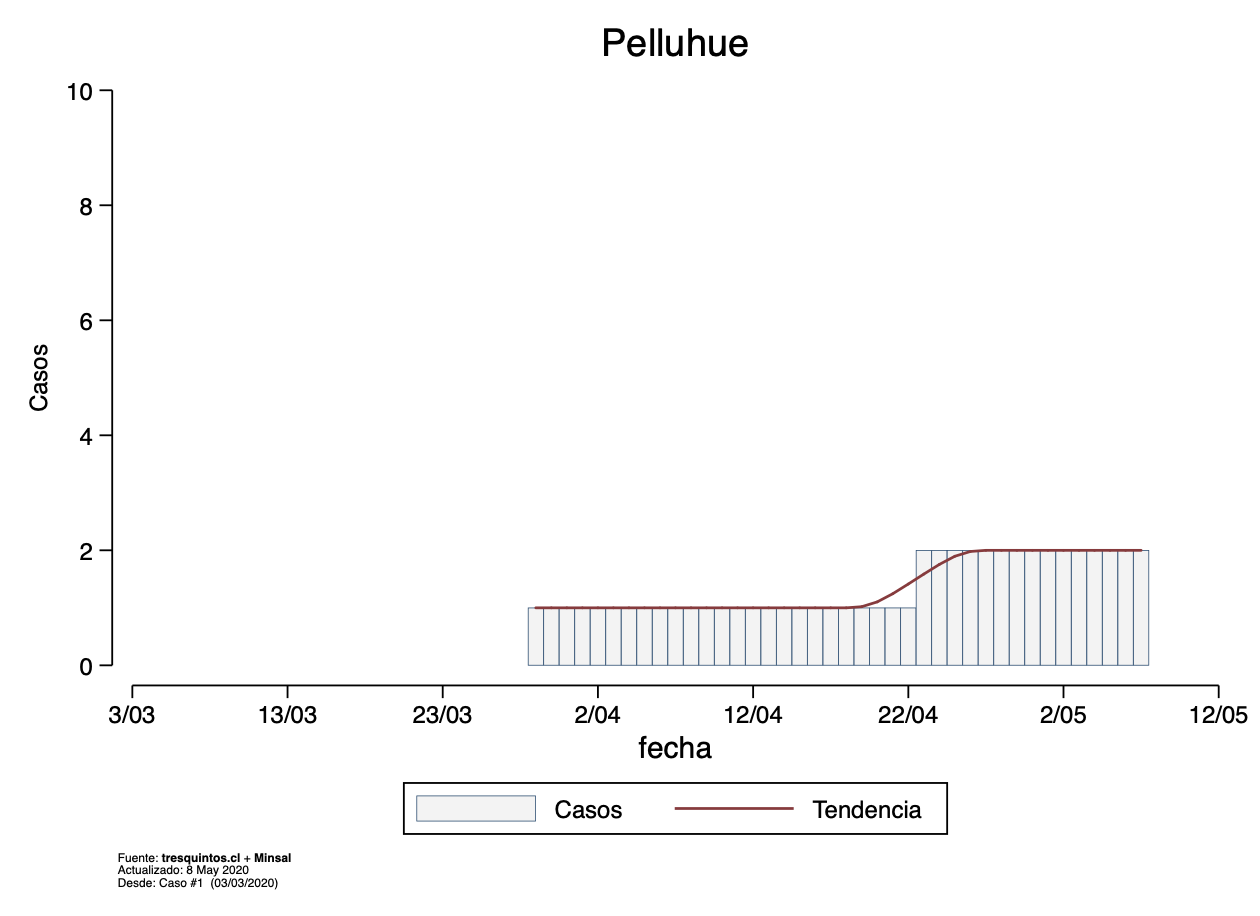 Pelluhue
10
8
6
4
2
0
Casos
3/03 13/03 23/03 2/04 12/04 22/04 2/05 12/05
fecha
Casos Tendencia
Fuente: tresquintos.cl + Minsal
Actualizado: 8 May 2020
Desde: Caso #1 (03/03/2020)